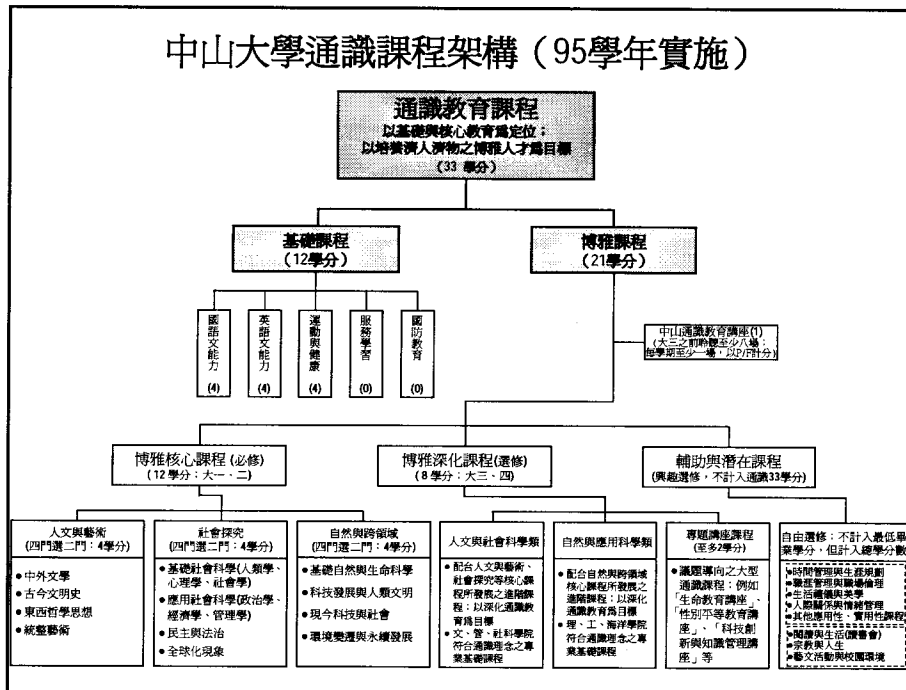 中山大學通識課程架構（95學年實施）
通識教育課程
以基礎與核心教育為定位；
以培養濟人濟物之博雅人才為目標
(33 學分)
基礎課程
(12學分)
博雅課程
(21學分)
國語文能力
(4)
英語文能力
(4)
運動與健康
(4)
服務學習
(0)
國防教育
(0)
中山通識教育講座(1)
(大三之前聆聽至少八場；
每學期至少一場，以P/F計分)
博雅核心課程(必修)
(12學分；大一、二)
博雅深化課程(選修)
(8學分；大三、四)
輔助與潛在課程
(興趣選修，不計入通識33學分)
人文與藝術
(四門選二門：4學分)
●中外文學
●古今文明史
●東西哲學思想
●統整藝術
社會探究
(四門選二門：4學分)
●基礎社會科學(人類學、
心理學、社會學)
●應用社會科學(政治學、
經濟學、管理學)
●民主與法治
●全球化現象
自然與跨領域
(四門選二門：4學分)
●基礎自然與生命科學
●科技發展與人類文明
●現今科技與社會
●環境變遷與永續發展
人文與社會科學類
●配合人文與藝術、
社會探究等核心課
程所發展之進階課
程；以深化通識教
育為目標
●文、管、社科學院
符合通識理念之專
業基礎課程
自然與應用科學類
●配合自然與跨領域
核心課程所發展之
進階課程；以深化
通識教育為目標
●理、工、海洋學院
符合通識理念之專
業基礎課程
專題講座課程
(至多2學分)
●議題導向之大型
通識課程：例如
「生命教育講座」、
「性別平等教育
講座」、「科技創
新與知識管理講
座」等
自由選修：不計入最低畢
業學分，但計入總學分數
●時間管理與生涯規劃
●職涯管理與職場倫理
●生活禮儀與美學
●人際關係與情緒管理
●其他應用性、實用性課程
●閱讀與生活(讀書會)
●宗教與人生
●藝文活動與校園環境